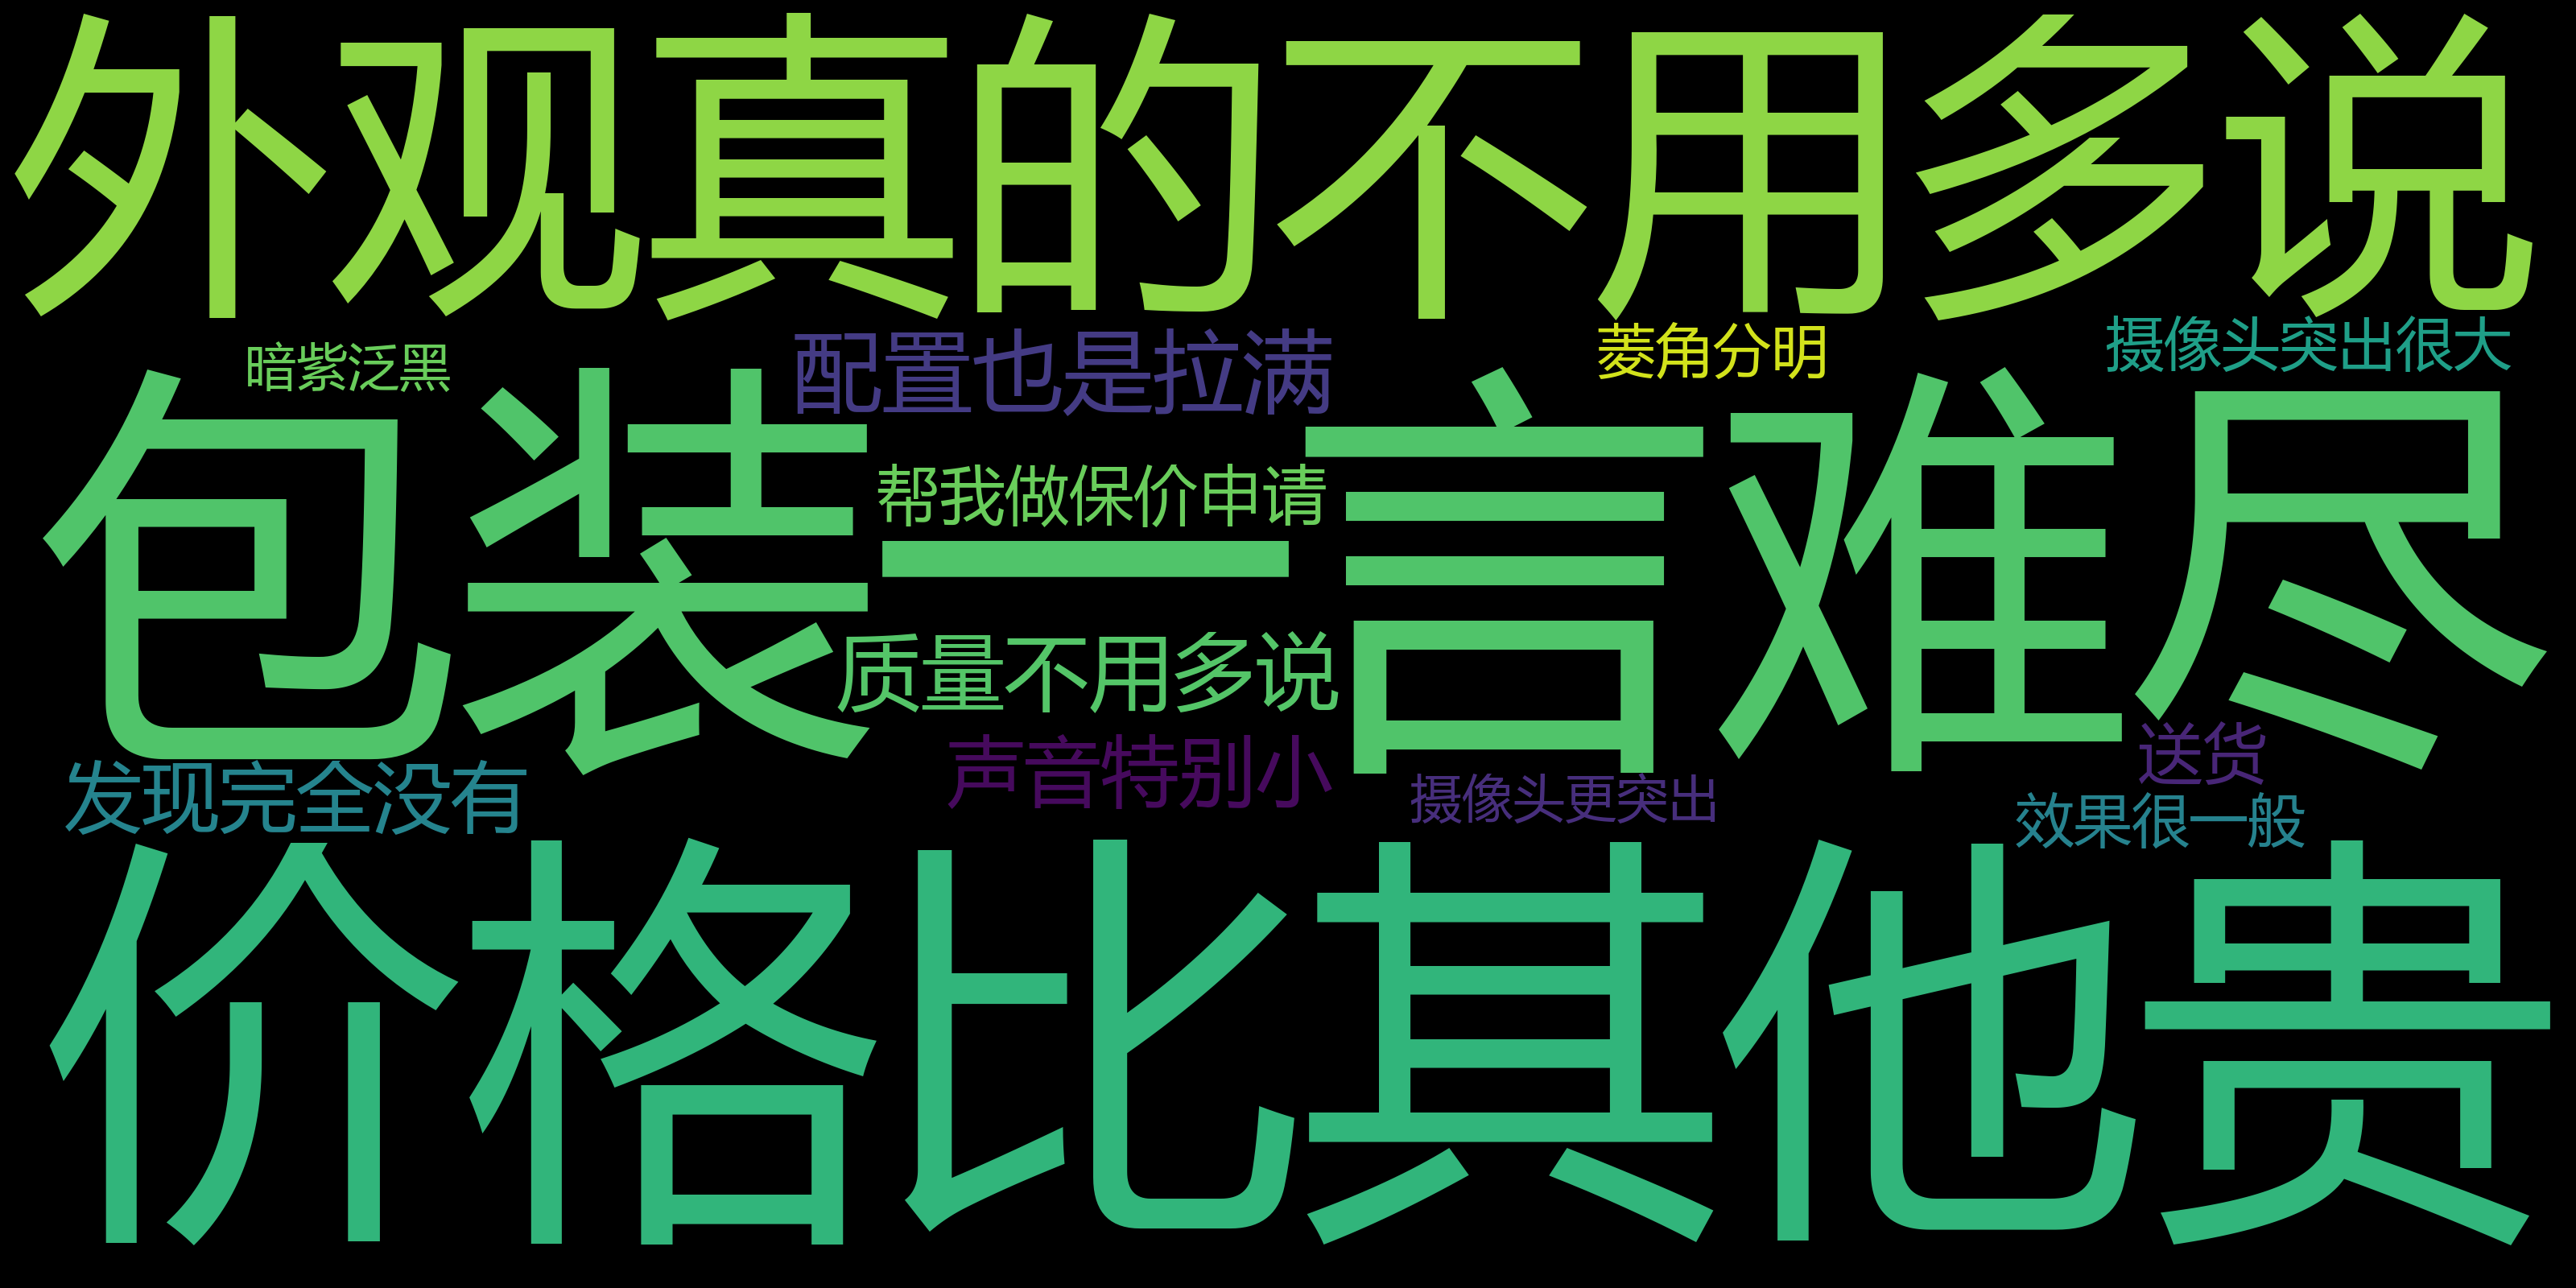 外观真的不用多说
暗紫泛黑
配置也是拉满
菱角分明
摄像头突出很大
包装一言难尽
帮我做保价申请
质量不用多说
发现完全没有
声音特别小
摄像头更突出
送货
效果很一般
价格比其他贵